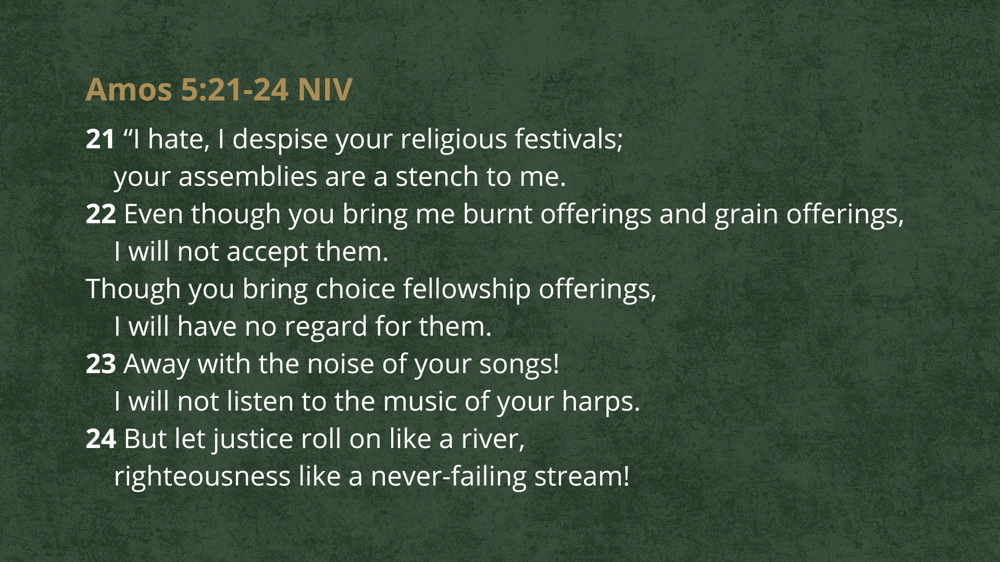 Amos 5:21-24 NIV
21 “I hate, I despise your religious festivals;
your assemblies are a stench to me.
22 Even though you bring me burnt offerings and grain offerings,
I will not accept them.
Though you bring choice fellowship offerings,
I will have no regard for them.
23 Away with the noise of your songs!
I will not listen to the music of your harps.
24 But let justice roll on like a river,
righteousness like a never-failing stream!